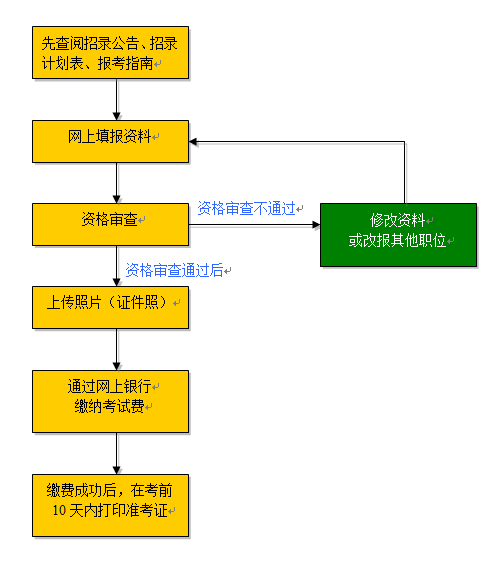 先查阅招录公告、招录
计划表、报考指南↵
网上填报资料↵
资格审查↵
资格审查不通过↵
修改资料↵
或改报其他职位↵
资格审查通过后↵
上传照片（证件照）↵
通过网上银行↵
缴纳考试费↵
缴费成功后，在考前
10 天内打印准考证↵